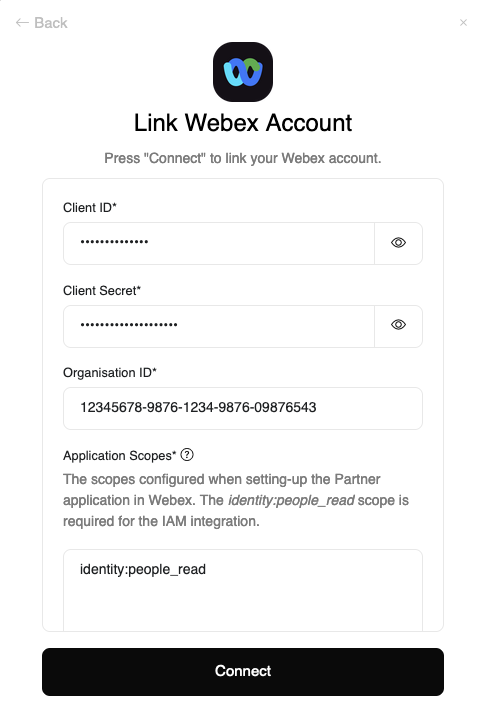 ← Back
×
Link Webex Account
Press "Connect" to link your Webex account.
Client ID*
••••••••••••••
Client Secret*
••••••••••••••••••••
Organisation ID*
12345678-9876-1234-9876-09876543
Application Scopes* ?
The scopes configured when setting-up the Partner
application in Webex. The identity:people_read scope is
required for the IAM integration.
identity:people_read
Connect